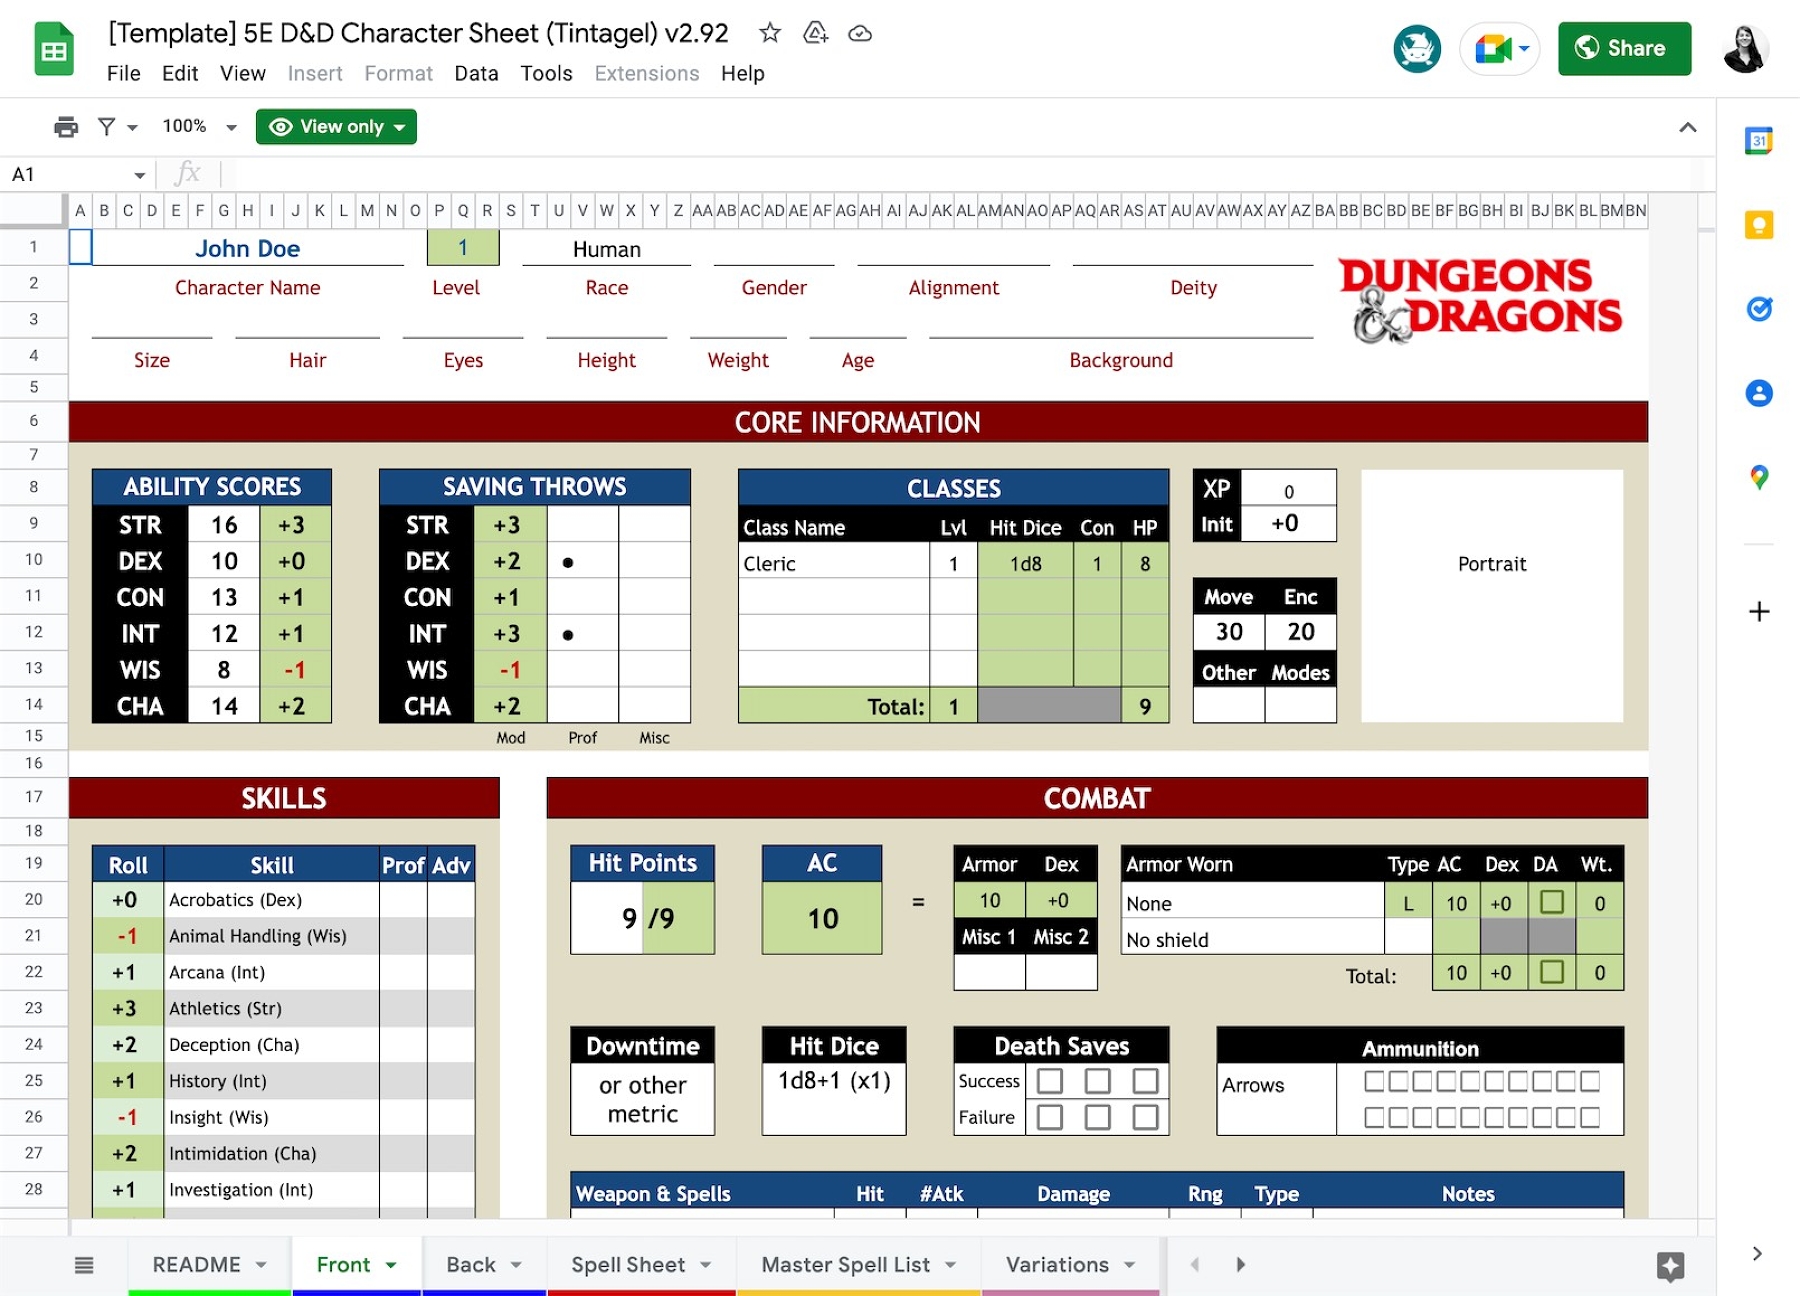 [Template] 5E D&D Character Sheet (Tintagel) v2.92
File Edit View Insert Format Data Tools Extensions Help
Share
100% View only
31
A1 fx
A B C D E F G H I J K L M N O P Q R S T U V W X Y Z AA AB AC AD AE AF AG AH AI AJ AK AL AM AN AO AP AQ AR AS AT AU AV AW AX AY AZ BA BB BC BD BE BF BG BH BI BJ BK BL BM BN
1 John Doe 1 Human
2 Character Name Level Race Gender Alignment Deity
DUNGEONS
& DRAGONS
3
4 Size Hair Eyes Height Weight Age Background
5
6 CORE INFORMATION
7
8 ABILITY SCORES SAVING THROWS CLASSES XP 0
9 STR 16 +3 STR +3 Class Name Lvl Hit Dice Con HP Init +0
10 DEX 10 +0 DEX +2 ● Cleric 1 1d8 1 8 Portrait
11 CON 13 +1 CON +1 Move Enc
12 INT 12 +1 INT +3 ● 30 20
13 WIS 8 -1 WIS -1 Other Modes
14 CHA 14 +2 CHA +2 Total: 1 9
15 Mod Prof Misc
16
17 SKILLS COMBAT
18
19 Roll Skill Prof Adv Hit Points AC Armor Dex Armor Worn Type AC Dex DA Wt.
20 +0 Acrobatics (Dex) 9 /9 10 = 10 +0 None L 10 +0 0
21 -1 Animal Handling (Wis) Misc 1 Misc 2 No shield
22 +1 Arcana (Int) Total: 10 +0 0
23 +3 Athletics (Str)
24 +2 Deception (Cha) Downtime Hit Dice Death Saves Ammunition
25 +1 History (Int) or other 1d8+1 (x1) Success Arrows
26 -1 Insight (Wis) metric Failure
27 +2 Intimidation (Cha)
28 +1 Investigation (Int) Weapon & Spells Hit #Atk Damage Rng Type Notes
README Front Back Spell Sheet Master Spell List Variations